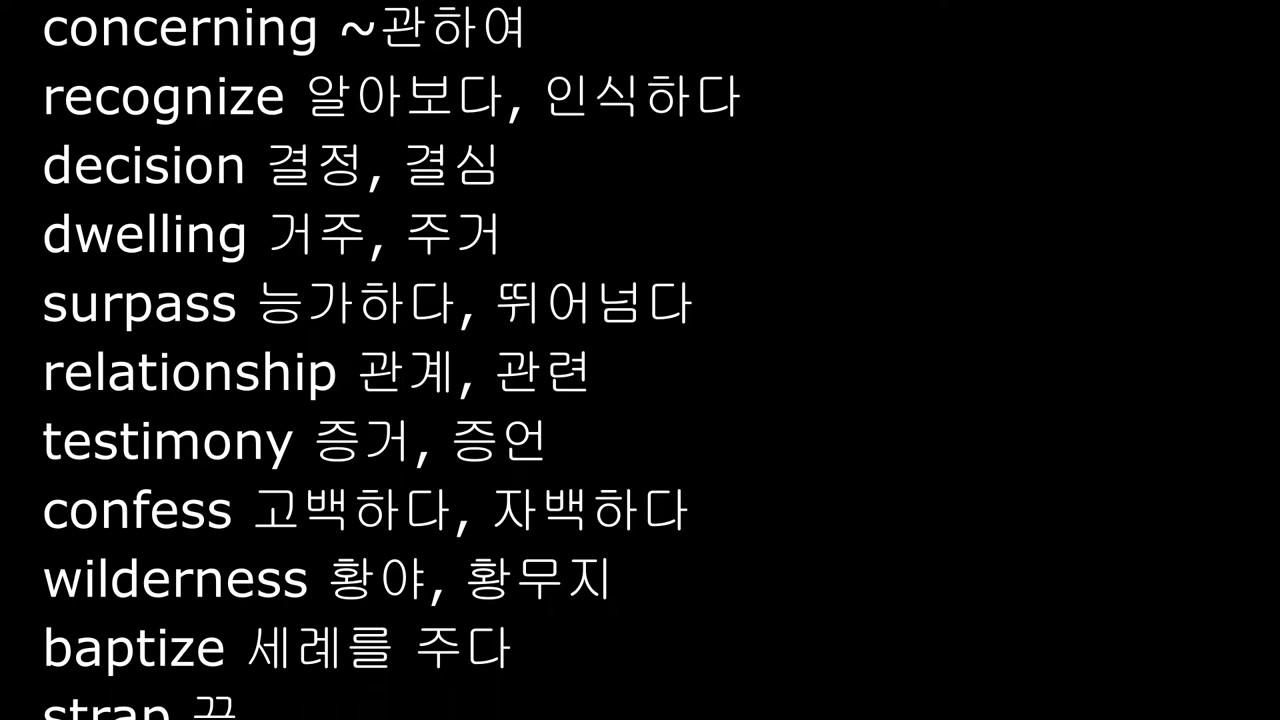 concerning ~관하여
recognize 알아보다, 인식하다
decision 결정, 결심
dwelling 거주, 주거
surpass 능가하다, 뛰어넘다
relationship 관계, 관련
testimony 증거, 증언
confess 고백하다, 자백하다
wilderness 황야, 황무지
baptize 세례를 주다
strap